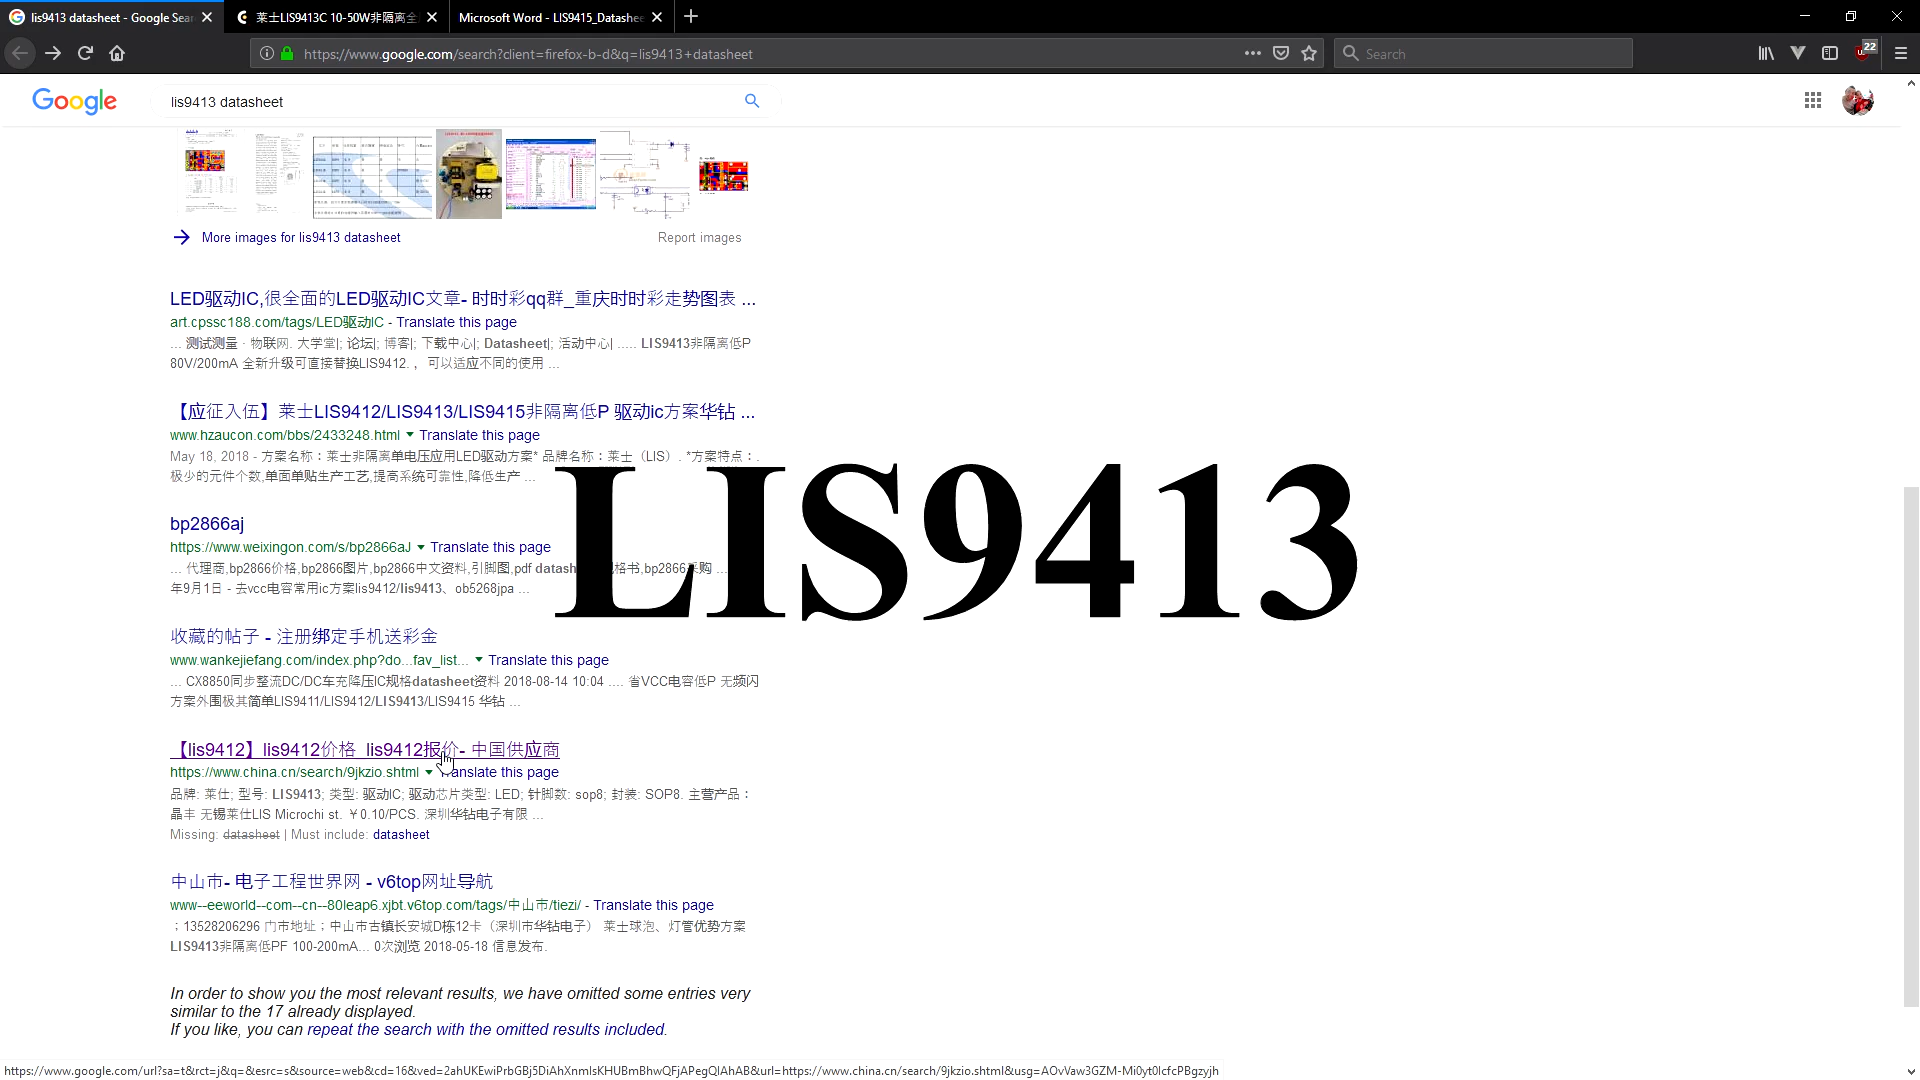 lis9413 datasheet - Google Sear
莱士LIS9413C 10-50W非隔离全
Microsoft Word - LIS9415_Datashe
https://www.google.com/search?client=firefox-b-d&q=lis9413+datasheet
Search
22
Google
lis9413 datasheet
More images for lis9413 datasheet
Report images
LED驱动IC,很全面的LED驱动IC文章- 时时彩qq群_重庆时时彩走势图表 ...
art.cpssc188.com/tags/LED驱动IC - Translate this page
... 测试测量 · 物联网. 大学堂|; 论坛|; 博客|; 下载中心|; Datasheet|; 活动中心| ..... LIS9413非隔离低P
80V/200mA 全新升级可直接替换LIS9412. ， 可以适应不同的使用 ...
【应征入伍】莱士LIS9412/LIS9413/LIS9415非隔离低P 驱动ic方案华钻 ...
www.hzaucon.com/bbs/2433248.html Translate this page
May 18, 2018 - 方案名称：莱士非隔离单电压应用LED驱动方案* 品牌名称：莱士（LIS）. *方案特点：.
极少的元件个数,单面单贴生产工艺,提高系统可靠性,降低生产 ...
LIS9413
bp2866aj
https://www.weixingon.com/s/bp2866aJ Translate this page
... 代理商,bp2866价格,bp2866图片,bp2866中文资料,引脚图,pdf datash 格书,bp2866采购 ...
年9月1日 - 去vcc电容常用ic方案lis9412/lis9413、ob5268jpa ...
收藏的帖子 - 注册绑定手机送彩金
www.wankejiefang.com/index.php?do...fav_list... Translate this page
... CX8850同步整流DC/DC车充降压IC规格datasheet资料 2018-08-14 10:04 .... 省VCC电容低P 无频闪
方案外围极其简单LIS9411/LIS9412/LIS9413/LIS9415 华钻 ...
【lis9412】lis9412价格_lis9412报价- 中国供应商
https://www.china.cn/search/9jkzio.shtml Translate this page
品牌: 莱仕; 型号: LIS9413; 类型: 驱动IC; 驱动芯片类型: LED; 针脚数: sop8; 封装: SOP8. 主营产品：
晶丰 无锡莱仕LIS Microchi st. ￥0.10/PCS. 深圳华钻电子有限 ...
Missing: datasheet | Must include: datasheet
中山市- 电子工程世界网 - v6top网址导航
www--eeworld--com--cn--80leap6.xjbt.v6top.com/tags/中山市/tiezi/ - Translate this page
；13528206296 门市地址；中山市古镇长安城D栋12卡（深圳市华钻电子） 莱士球泡、灯管优势方案
LIS9413非隔离低PF 100-200mA... 0次浏览 2018-05-18 信息发布.
In order to show you the most relevant results, we have omitted some entries very
similar to the 17 already displayed.
If you like, you can repeat the search with the omitted results included.
https://www.google.com/url?sa=t&rct=j&q=&esrc=s&source=web&cd=16&ved=2ahUKEwiPrbGBj5DiAhXnmIsKHUBmBhwQFjAPegQIAhAB&url=https://www.china.cn/search/9jkzio.shtml&usg=AOvVaw3GZM-Mi0yt0IcfcPBgzyjh